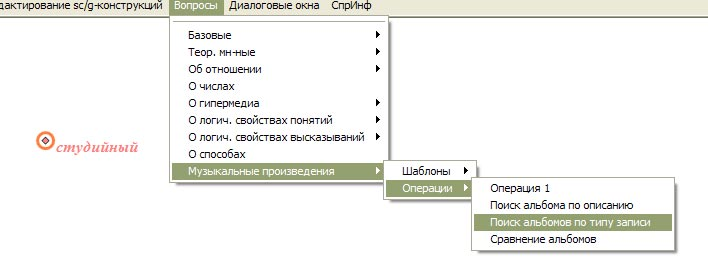 дактирование sc/g-конструкций Вопросы Диалоговые окна СпрИнф
Базовые
Теор. мн-ные
Об отношении
О числах
О гипермедиа
О логич. свойствах понятий
О логич. свойствах высказываний
О способах
Музыкальные произведения
студийный
Шаблоны
Операции
Операция 1
Поиск альбома по описанию
Поиск альбомов по типу записи
Сравнение альбомов